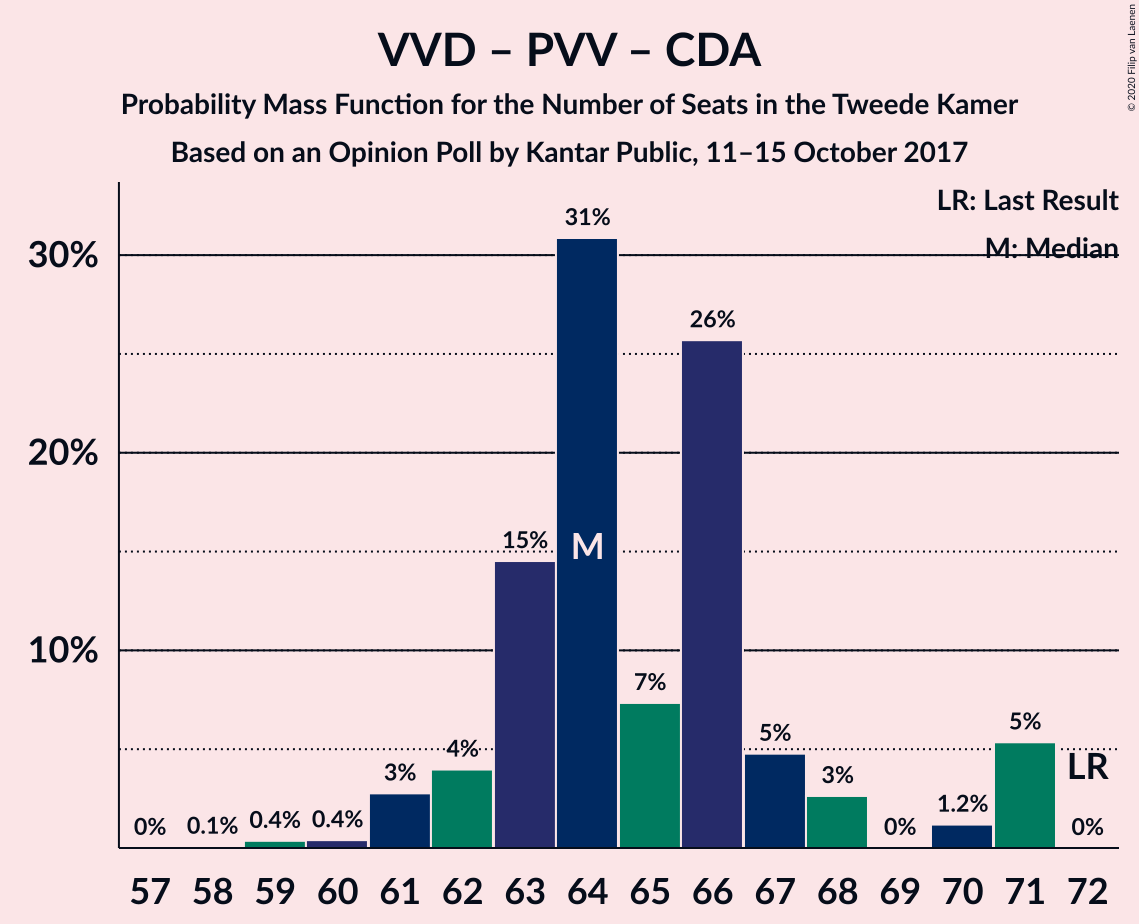 VVD – PVV – CDA
Probability Mass Function for the Number of Seats in the Tweede Kamer
Based on an Opinion Poll by Kantar Public, 11–15 October 2017
© 2020 Filip van Laenen
LR: Last Result
M: Median
30%
20%
10%
0% 0.1% 0.4% 0.4% 3% 4% 15% 31% 7% 26% 5% 3% 0% 1.2% 5% 0%
M
LR
57 58 59 60 61 62 63 64 65 66 67 68 69 70 71 72